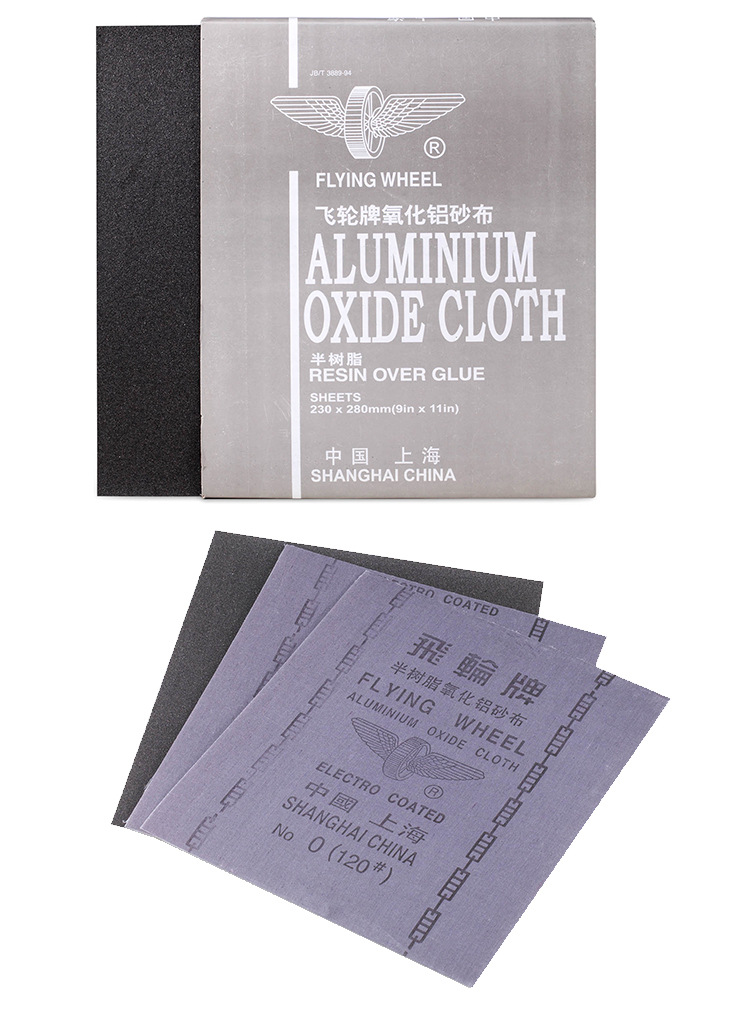 中国上
JB/T 3889-94
®
FLYING WHEEL
飞轮牌氧化铝砂布
ALUMINIUM
OXIDE CLOTH
半树脂
RESIN OVER GLUE
SHEETS
230 x 280mm(9in x 11in)
中国 上海
SHANGHAI CHINA
ELECTRO COATED
飛輪牌
半树脂氧化铝砂布
FLYING WHEEL
ALUMINIUM OXIDE CLOTH
®
ELECTRO COATED
中國 上海
SHANGHAI CHINA
No 0 (120#)